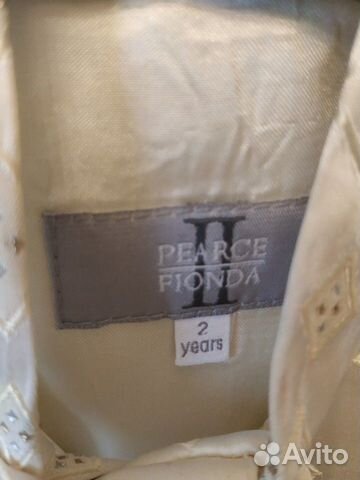 II
PEARCE
FIONDA
2
years
Avito